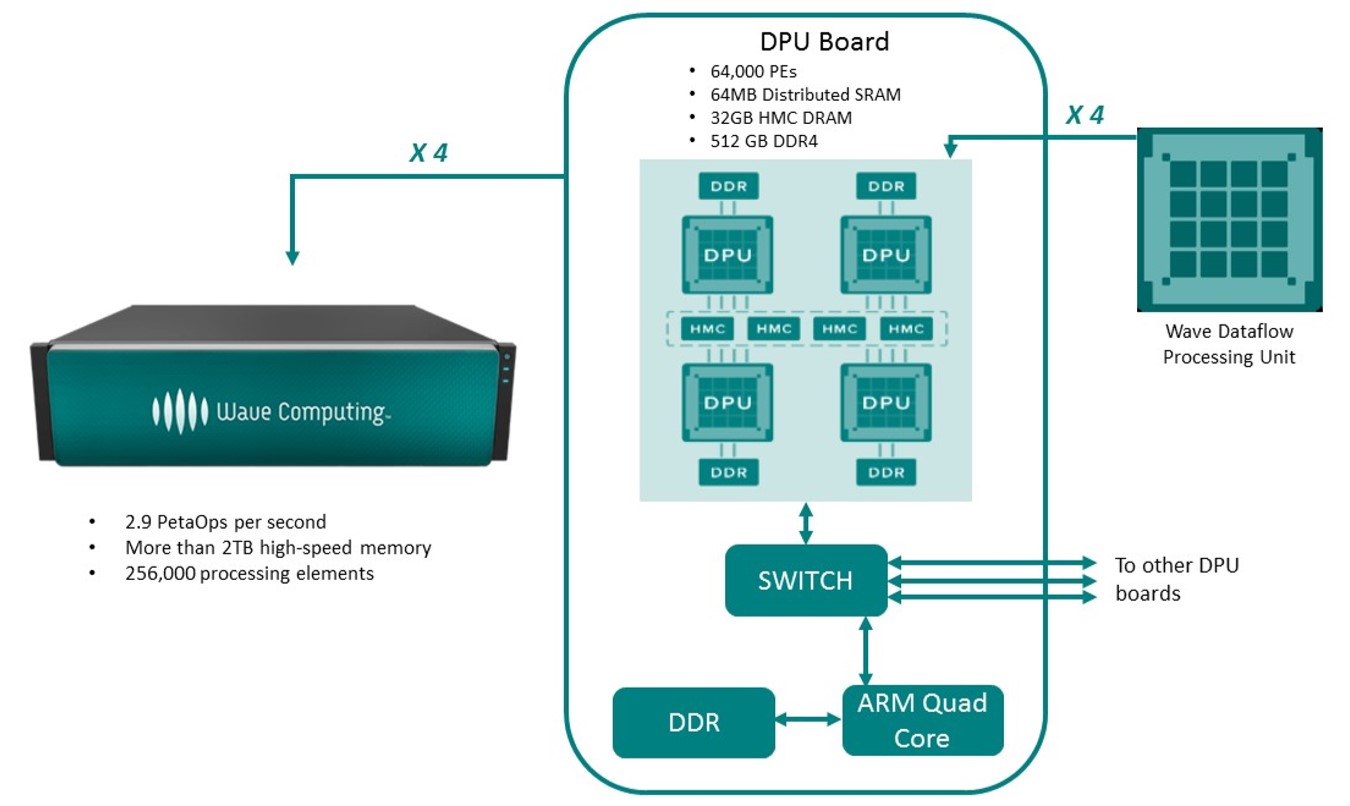 DPU Board
• 64,000 PEs
• 64MB Distributed SRAM
• 32GB HMC DRAM
• 512 GB DDR4
X 4
X 4
DDR DDR
DPU DPU
HMC HMC HMC HMC
DPU DPU
DDR DDR
Wave Dataflow
Processing Unit
Wave Computing
• 2.9 PetaOps per second
• More than 2TB high-speed memory
• 256,000 processing elements
SWITCH
To other DPU
boards
DDR
ARM Quad
Core